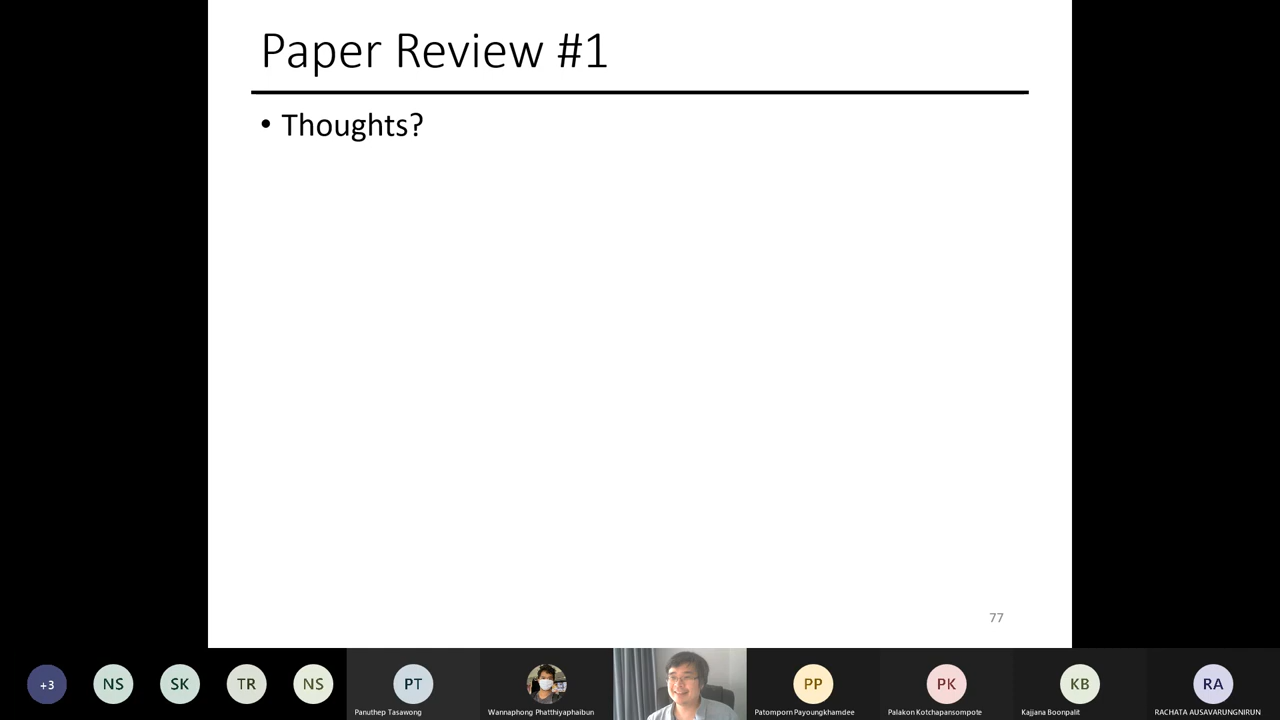 Paper Review #1
• Thoughts?
77
+3
NS
SK
TR
NS
PT
Panuthep Tasawong
Wannaphong Phatthiyaphaibun
PP
Patomporn Payoungkhamdee
PK
Palakon Kotchapansompote
KB
Kajjana Boonpalit
RA
RACHATA AUSAVARUNGNIRUN